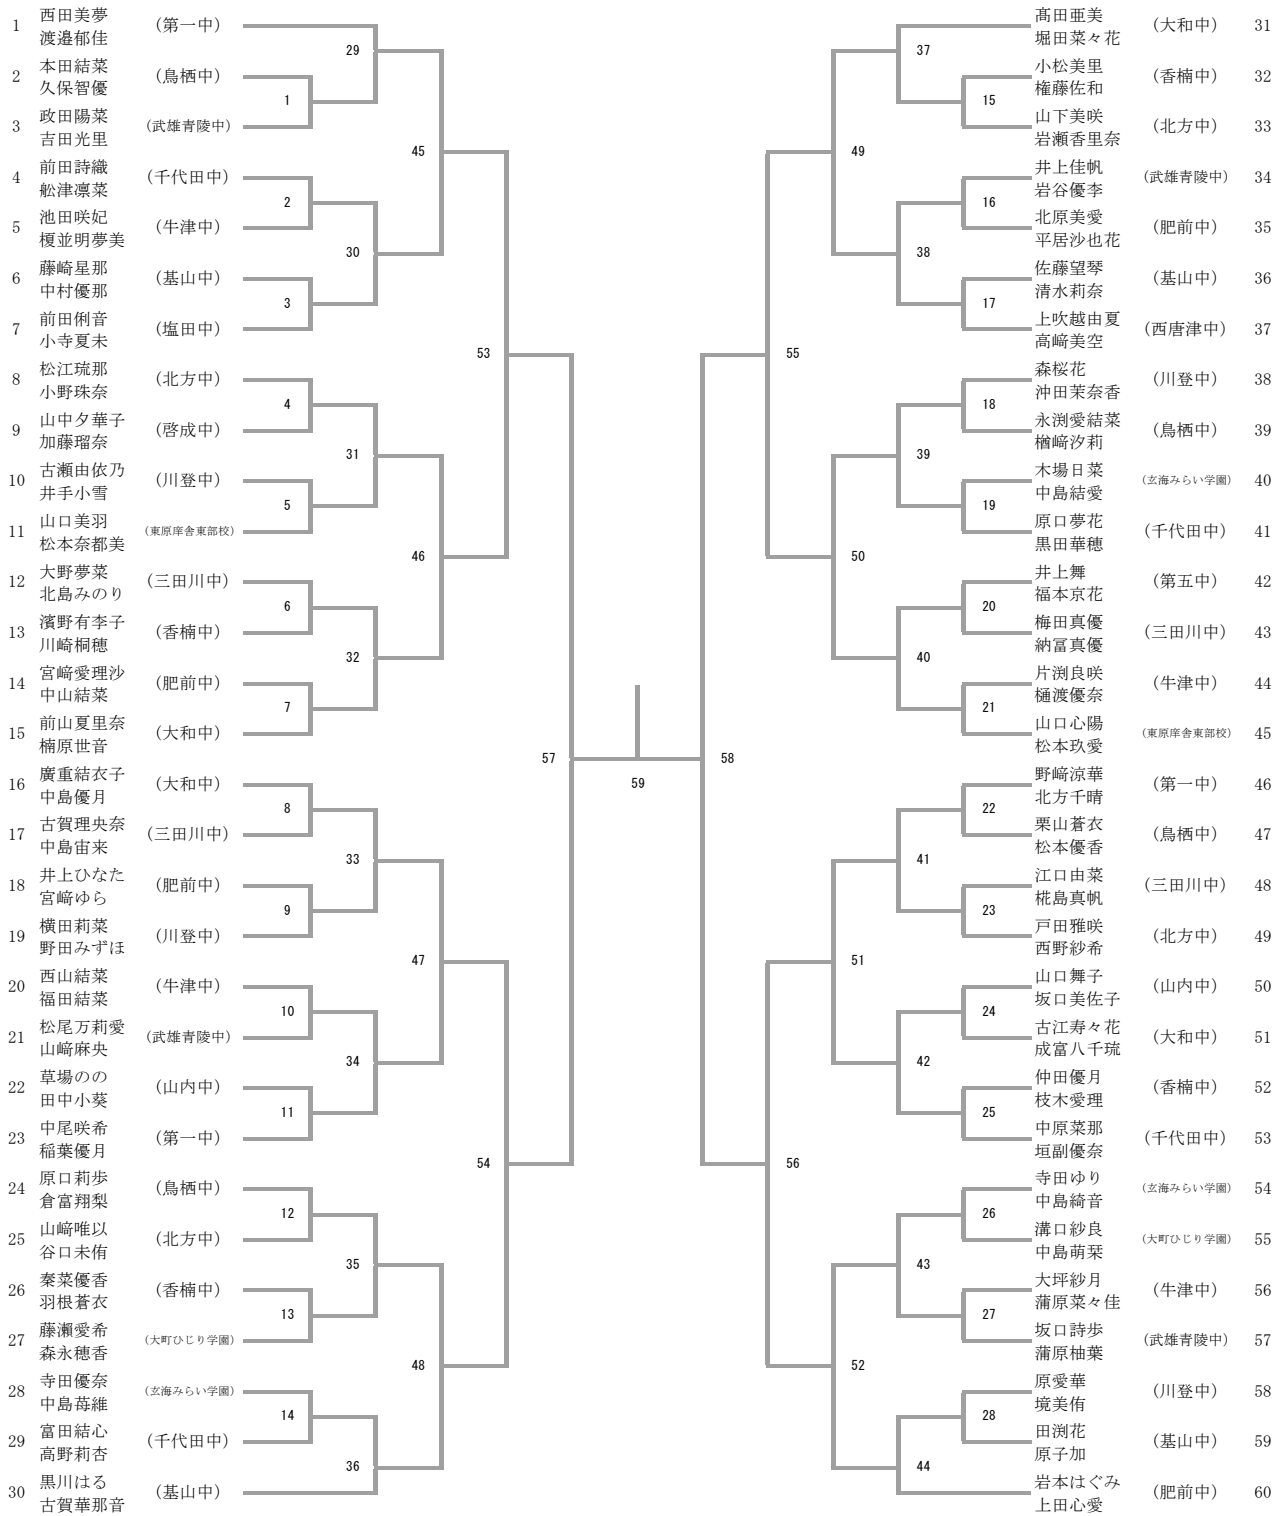 1 西田美夢 渡邉郁佳 (第一中)
2 本田結菜 久保智優 (鳥栖中)
3 政田陽菜 吉田光里 (武雄青陵中)
4 前田詩織 舩津凛菜 (千代田中)
5 池田咲妃 榎並明夢美 (牛津中)
6 藤崎星那 中村優那 (基山中)
7 前田俐音 小寺夏未 (塩田中)
8 松江琉那 小野珠奈 (北方中)
9 山中夕華子 加藤瑠奈 (啓成中)
10 古瀬由依乃 井手小雪 (川登中)
11 山口美羽 松本奈都美 (東原庠舎東部校)
12 大野夢菜 北島みのり (三田川中)
13 濱野有李子 川崎桐穂 (香楠中)
14 宮﨑愛理沙 中山結菜 (肥前中)
15 前山夏里奈 楠原世音 (大和中)
16 廣重結衣子 中島優月 (大和中)
17 古賀理央奈 中島宙来 (三田川中)
18 井上ひなた 宮﨑ゆら (肥前中)
19 横田莉菜 野田みずほ (川登中)
20 西山結菜 福田結菜 (牛津中)
21 松尾万莉愛 山﨑麻央 (武雄青陵中)
22 草場のの 田中小葵 (山内中)
23 中尾咲希 稲葉優月 (第一中)
24 原口莉歩 倉富翔梨 (鳥栖中)
25 山﨑唯以 谷口未侑 (北方中)
26 秦菜優香 羽根蒼衣 (香楠中)
27 藤瀬愛希 森永穂香 (大町ひじり学園)
28 寺田優奈 中島苺維 (玄海みらい学園)
29 富田結心 高野莉杏 (千代田中)
30 黒川はる 古賀華那音 (基山中)
29
1
45
2
30
3
53
4
31
5
46
6
32
7
57
8
33
9
47
10
34
11
54
12
35
13
48
14
36
59
58
37
15
49
16
38
17
55
18
39
19
50
20
40
21
22
41
23
51
24
42
25
56
26
43
27
52
28
44
髙田亜美 堀田菜々花 (大和中) 31
小松美里 権藤佐和 (香楠中) 32
山下美咲 岩瀬香里奈 (北方中) 33
井上佳帆 岩谷優李 (武雄青陵中) 34
北原美愛 平居沙也花 (肥前中) 35
佐藤望琴 清水莉奈 (基山中) 36
上吹越由夏 高﨑美空 (西唐津中) 37
森桜花 沖田茉奈香 (川登中) 38
永渕愛結菜 楢﨑汐莉 (鳥栖中) 39
木場日菜 中島結愛 (玄海みらい学園) 40
原口夢花 黒田華穂 (千代田中) 41
井上舞 福本京花 (第五中) 42
梅田真優 納冨真優 (三田川中) 43
片渕良咲 樋渡優奈 (牛津中) 44
山口心陽 松本玖愛 (東原庠舎東部校) 45
野﨑涼華 北方千晴 (第一中) 46
栗山蒼衣 松本優香 (鳥栖中) 47
江口由菜 椛島真帆 (三田川中) 48
戸田雅咲 西野紗希 (北方中) 49
山口舞子 坂口美佐子 (山内中) 50
古江寿々花 成富八千琉 (大和中) 51
仲田優月 枝木愛理 (香楠中) 52
中原菜那 垣副優奈 (千代田中) 53
寺田ゆり 中島綺音 (玄海みらい学園) 54
溝口紗良 中島萌栞 (大町ひじり学園) 55
大坪紗月 蒲原菜々佳 (牛津中) 56
坂口詩歩 蒲原柚葉 (武雄青陵中) 57
原愛華 境美侑 (川登中) 58
田渕花 原子加 (基山中) 59
岩本はぐみ 上田心愛 (肥前中) 60